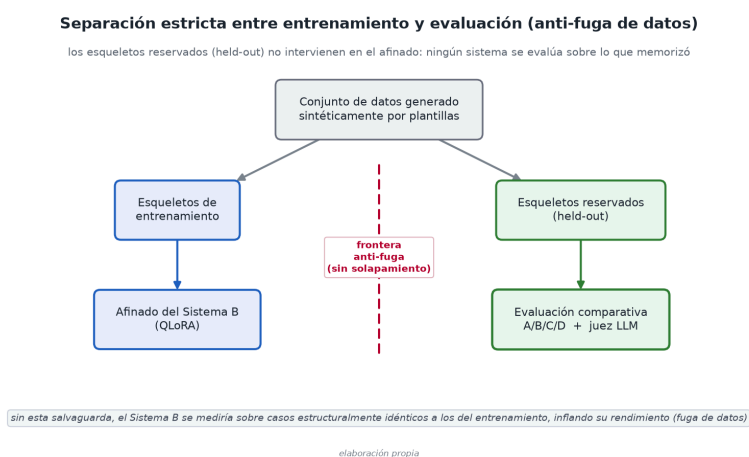 Separación estricta entre entrenamiento y evaluación (anti-fuga de datos)
los esqueletos reservados (held-out) no intervienen en el afinado: ningún sistema se evalúa sobre lo que memorizó
Conjunto de datos generado
sintéticamente por plantillas
Esqueletos de
entrenamiento
Esqueletos reservados
(held-out)
frontera
anti-fuga
(sin solapamiento)
Afinado del Sistema B
(QLoRA)
Evaluación comparativa
A/B/C/D + juez LLM
sin esta salvaguarda, el Sistema B se mediría sobre casos estructuralmente idénticos a los del entrenamiento, inflando su rendimiento (fuga de datos)
elaboración propia